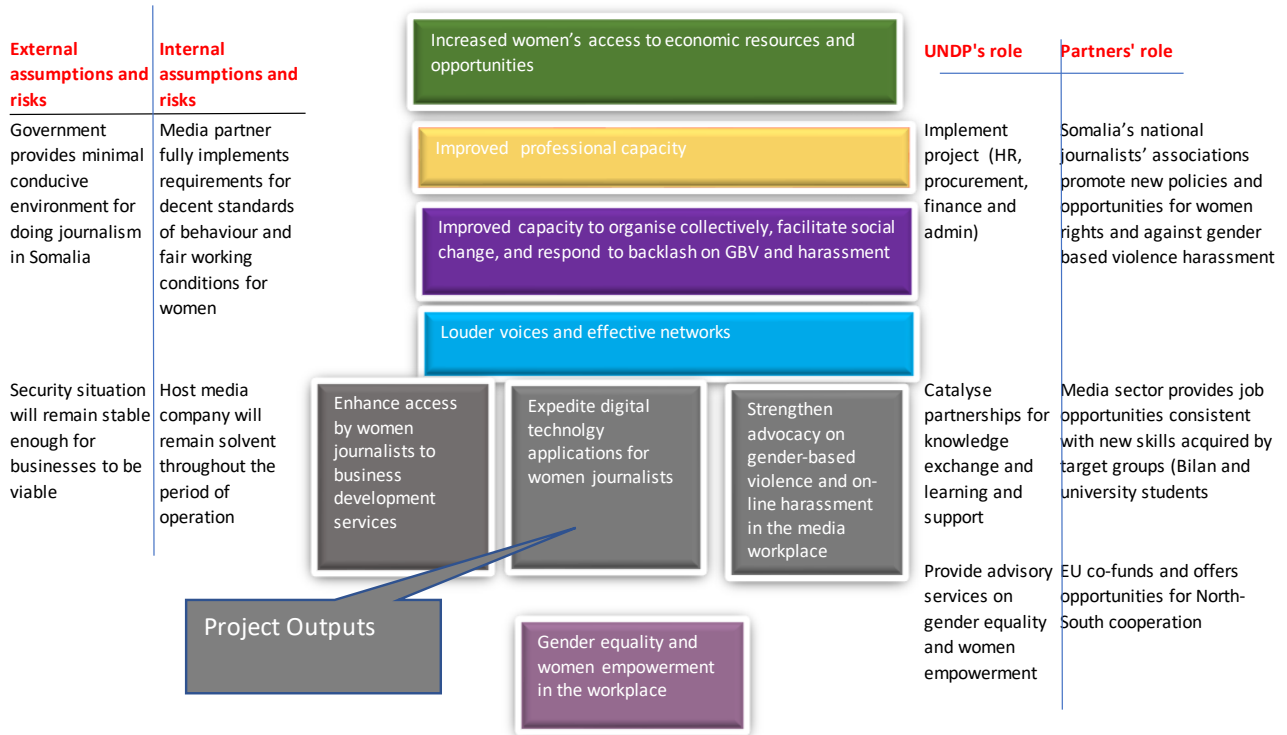 External
assumptions and
risks
Government
provides minimal
conducive
environment for
doing journalism
in Somalia
Security situation
will remain stable
enough for
businesses to be
viable
Internal
assumptions and
risks
Media partner
fully implements
requirements for
decent standards
of behaviour and
fair working
conditions for
women
Host media
company will
remain solvent
throughout the
period of
operation
Increased women's access to economic resources and
opportunities
Improved professional capacity
Improved capacity to organise collectively, facilitate social
change, and respond to backlash on GBV and harassment
Louder voices and effective networks
Enhance access
by women
journalists to
business
development
services
Expedite digital
technolgy
applications for
women journalists
Strengthen
advocacy on
gender-based
violence and on-
line harassment
in the media
workplace
Project Outputs
Gender equality and
women empowerment
in the workplace
UNDP's role
Implement
project (HR,
procurement,
finance and
admin)
Catalyse
partnerships for
knowledge
exchange and
learning and
support
Provide advisory
services on
gender equality
and women
empowerment
Partners' role
Somalia's national
journalists' associations
promote new policies and
opportunities for women
rights and against gender
based violence harassment
Media sector provides job
opportunities consistent
with new skills acquired by
target groups (Bilan and
university students
EU co-funds and offers
opportunities for North-
South cooperation